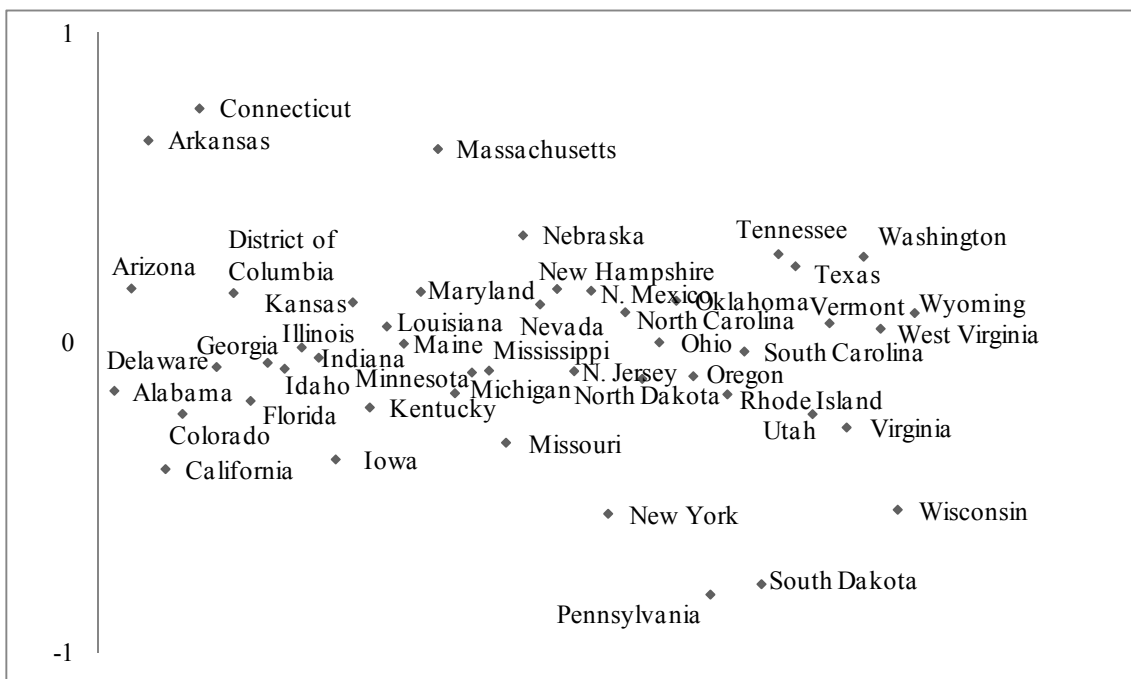 1
Connecticut
Arkansas
Massachusetts
Tennessee
Nebraska
Washington
District of
Columbia
Arizona
New Hampshire
Texas
Maryland
N. Mexico
Kansas
Oklahoma
Vermont
Wyoming
Louisiana
North Carolina
Nevada
Illinois
West Virginia
0
Georgia
Maine
Ohio
Mississippi
South Carolina
Delaware
Indiana
N. Jersey
Oregon
Idaho
Minnesota
Michigan
Alabama
North Dakota
Rhode Island
Kentucky
Florida
Colorado
Utah
Virginia
Missouri
Iowa
California
New York
Wisconsin
South Dakota
Pennsylvania
-1